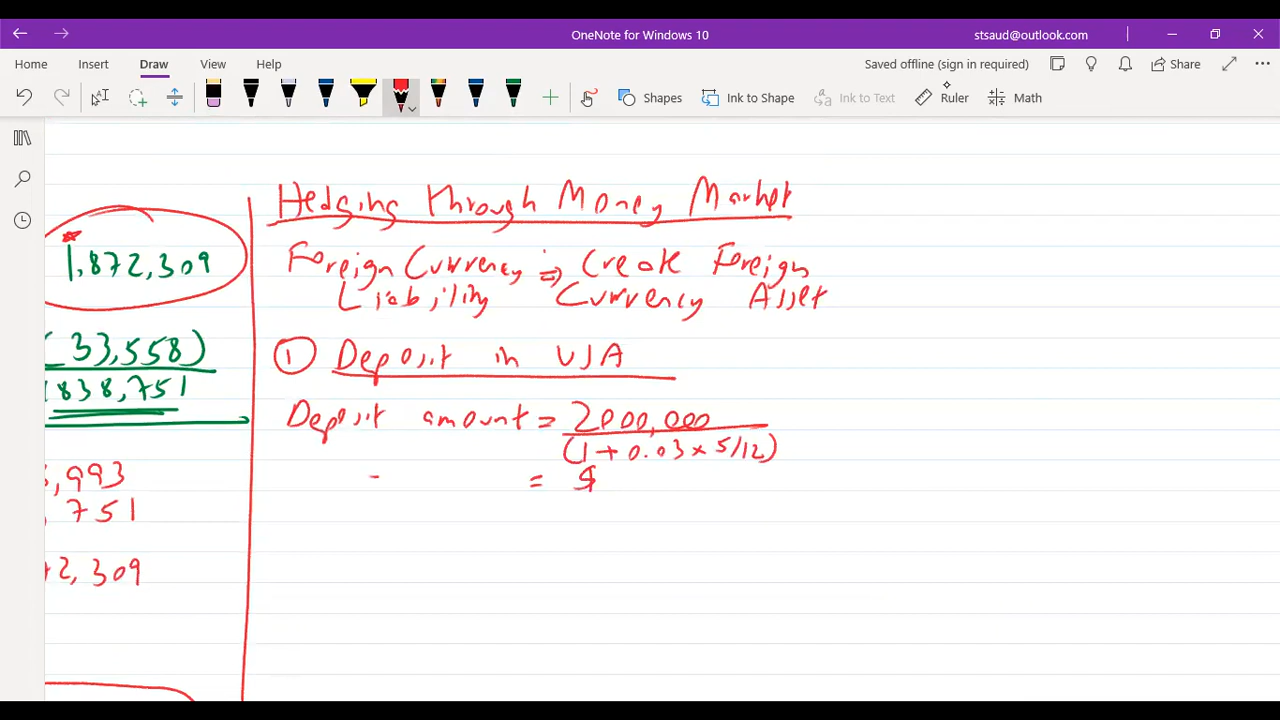 OneNote for Windows 10
stsaud@outlook.com
Home Insert Draw View Help
Saved offline (sign in required)
Share
Shapes
Ink to Shape
Ink to Text
Ruler
Math
Hedging through Money Market
Foreign Currency => Create Foreign
Liability Currency Asset
① Deposit in USA
Deposit amount = 2000,000
(1 + 0.03 × 5/12)
- = $
1,872,309
(33,558)
838,751
,993
751
2,309